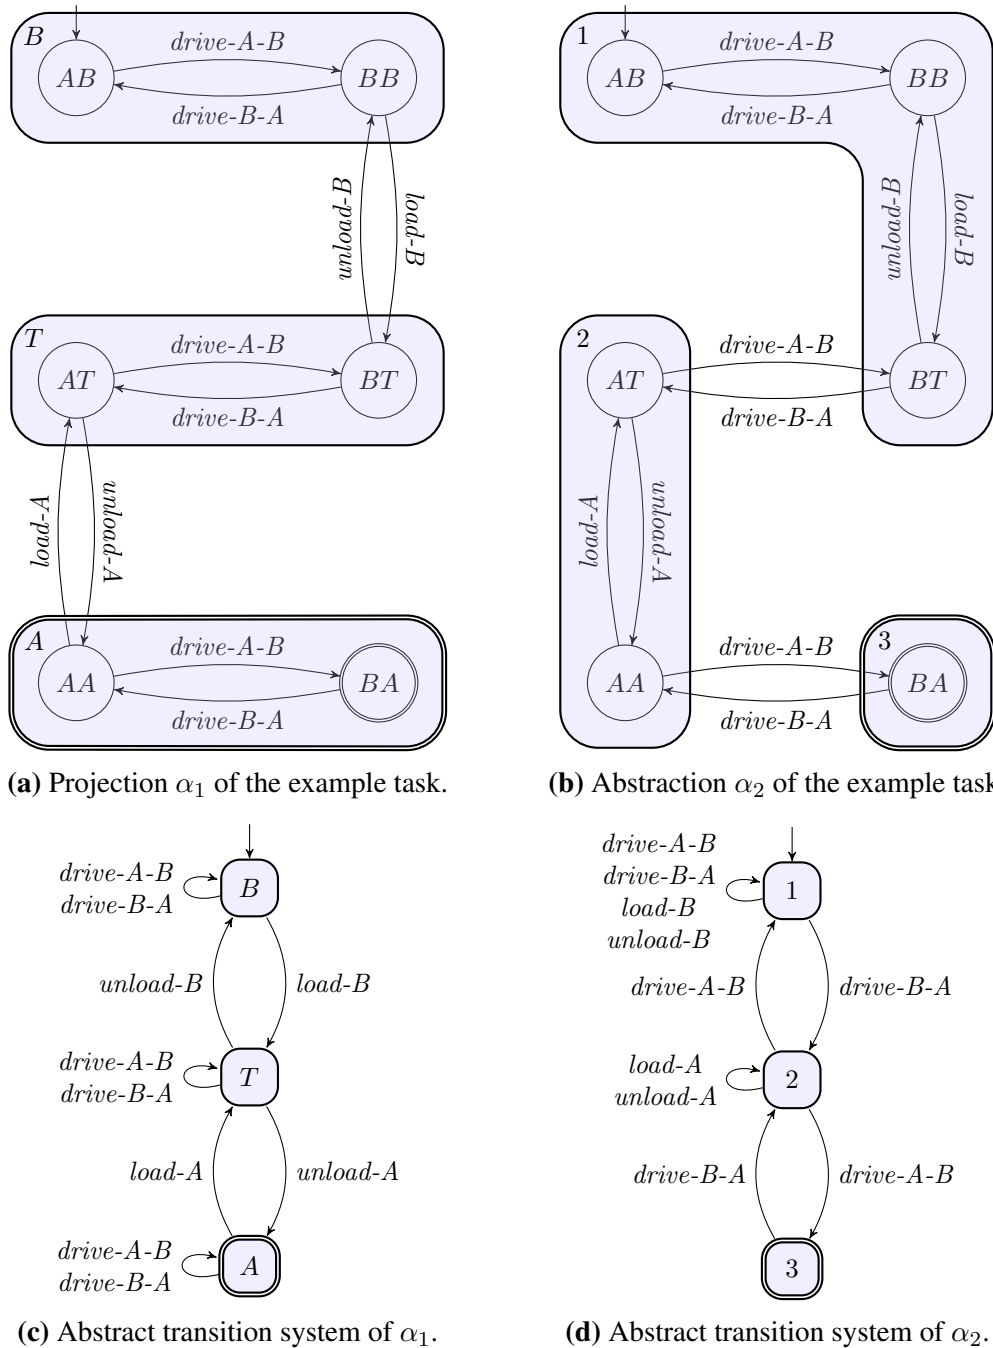 B
drive-A-B
AB
BB
drive-B-A
unload-B
load-B
T
drive-A-B
AT
BT
drive-B-A
load-A
unload-A
A
drive-A-B
AA
BA
drive-B-A
(a) Projection α₁ of the example task.
1
drive-A-B
AB
BB
drive-B-A
unload-B
load-B
2
drive-A-B
AT
BT
drive-B-A
load-A
unload-A
3
drive-A-B
AA
BA
drive-B-A
(b) Abstraction α₂ of the example task
drive-A-B
drive-B-A
B
unload-B
load-B
drive-A-B
drive-B-A
T
load-A
unload-A
drive-A-B
drive-B-A
A
(c) Abstract transition system of α₁.
drive-A-B
drive-B-A
load-B
unload-B
1
drive-A-B
drive-B-A
load-A
unload-A
2
drive-B-A
drive-A-B
3
(d) Abstract transition system of α₂.